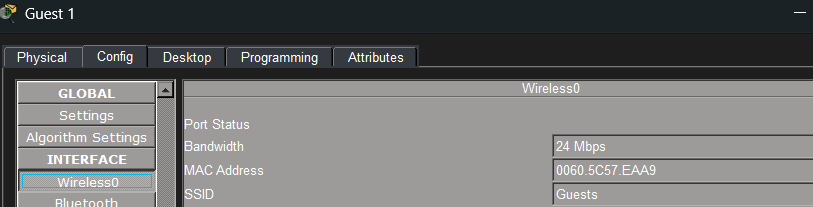 Guest 1
Physical Config Desktop Programming Attributes
GLOBAL
Settings
Algorithm Settings
INTERFACE
Wireless0
Bluetooth
Wireless0
Port Status
Bandwidth 24 Mbps
MAC Address 0060.5C57.EAA9
SSID Guests